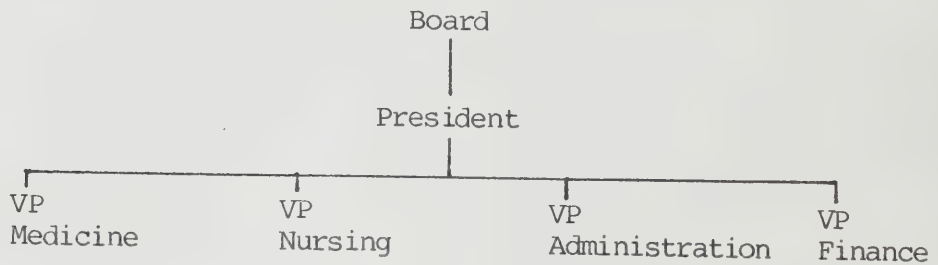 Board
President
VP
Medicine
VP
Nursing
VP
Administration
VP
Finance